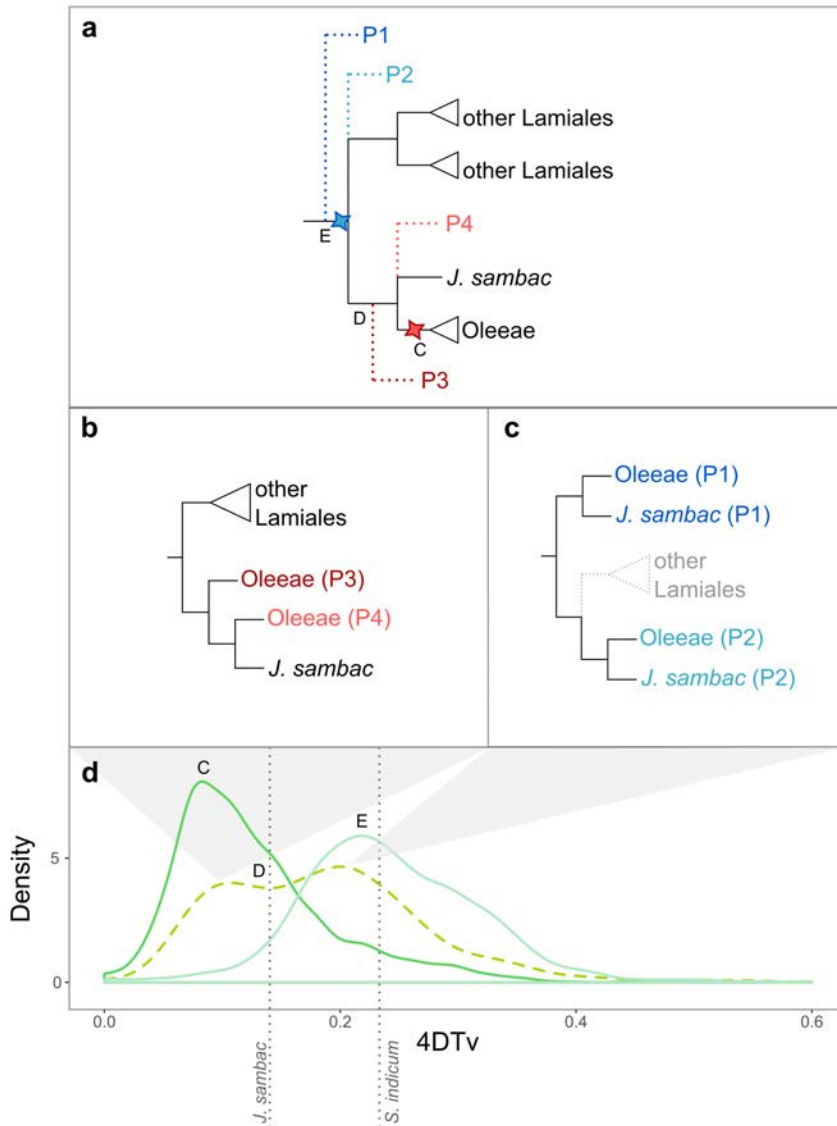 a
P1
P2
other Lamiales
other Lamiales
E
P4
J. sambac
D
Oleeae
C
P3
b
other
Lamiales
Oleeae (P3)
Oleeae (P4)
J. sambac
c
Oleeae (P1)
J. sambac (P1)
other
Lamiales
Oleeae (P2)
J. sambac (P2)
d
C
E
D
5
0
Density
0.0
0.2
0.4
0.6
4DTv
J. sambac
S. indicum